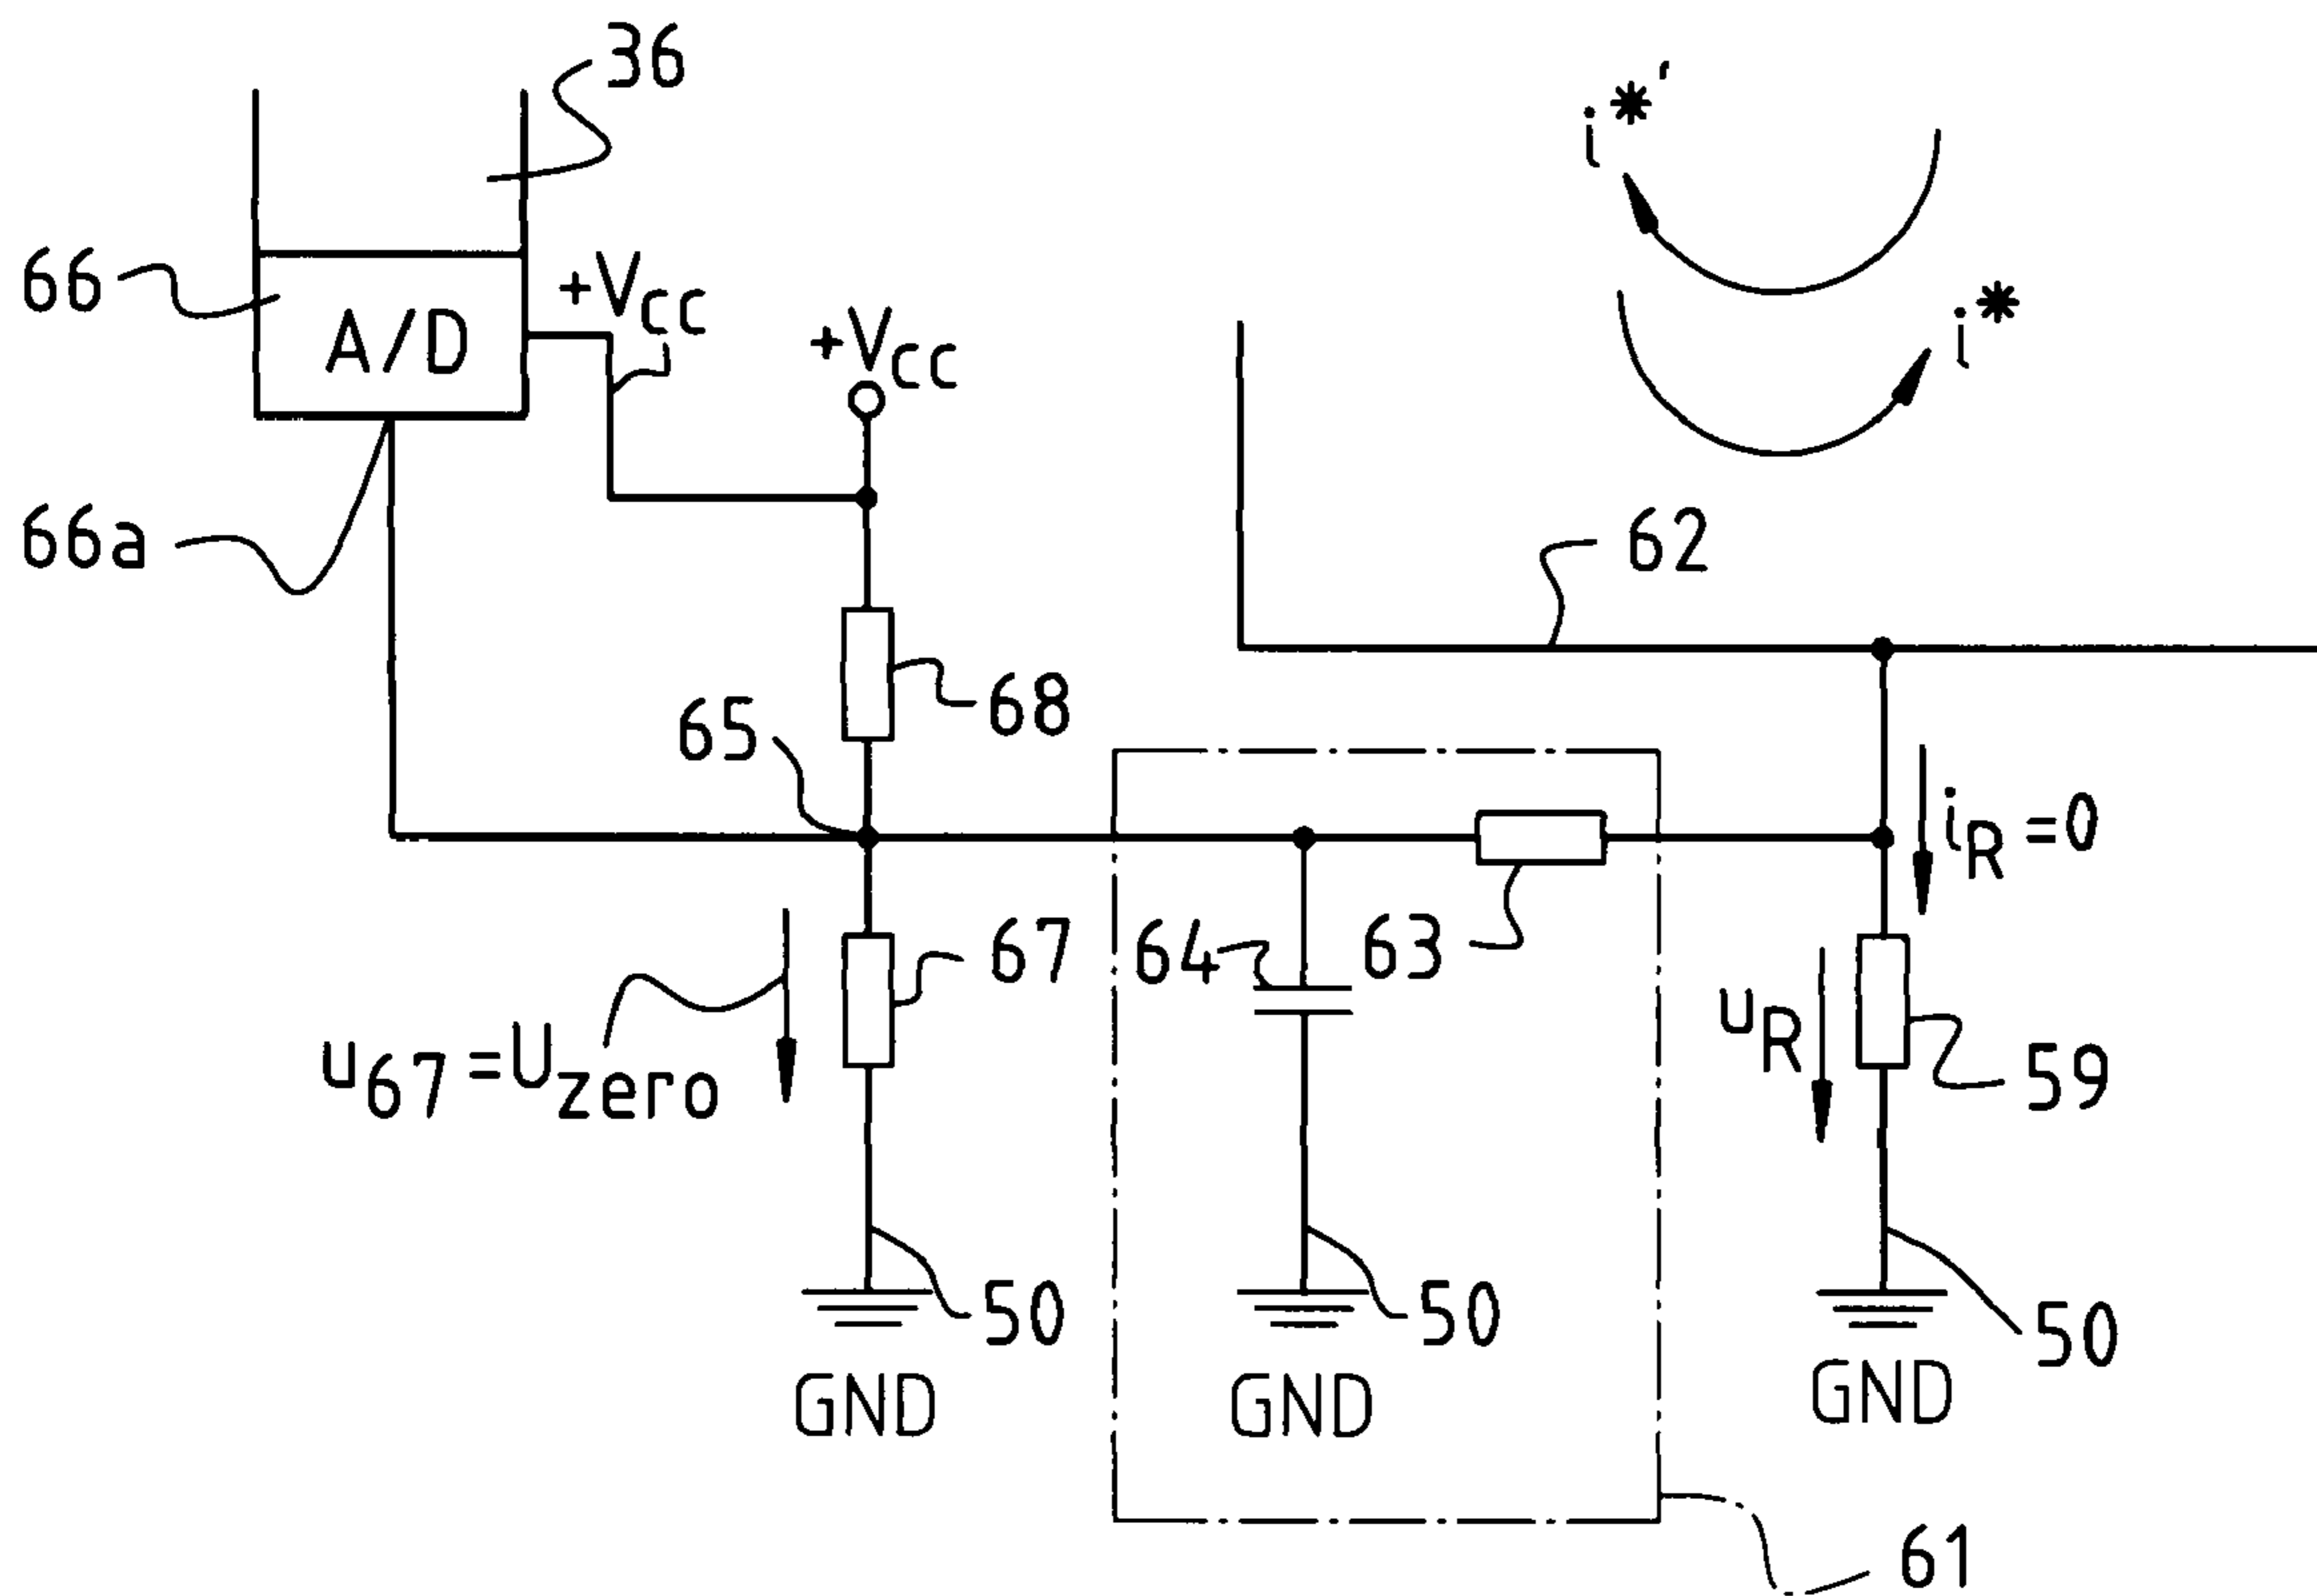 36
i*'
66
+VCC
A/D
+VCC
i*
66a
62
68
65
iR=0
67
64
63
uR
u67=Uzero
59
50
50
50
GND
GND
GND
61